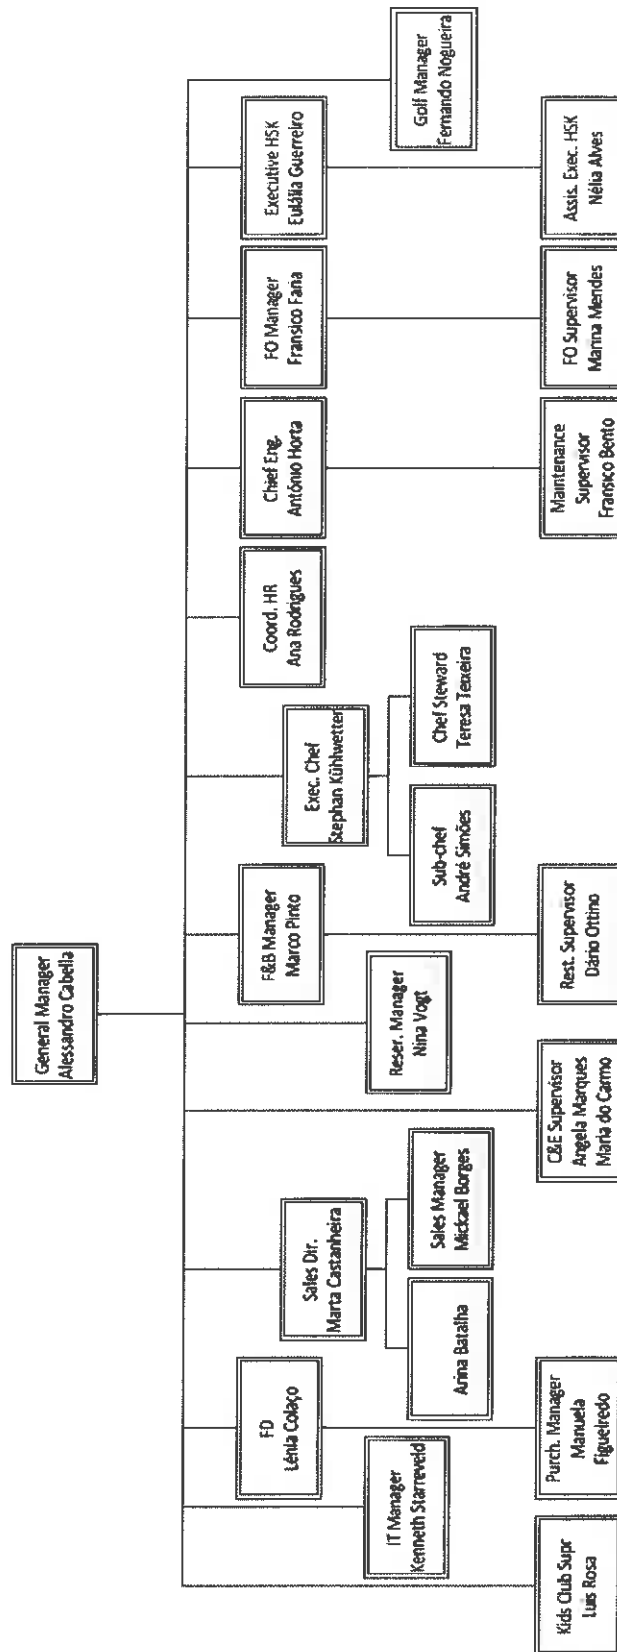 General Manager
Alessandro Cabella
Kids Club Supr
Luis Rosa
IT Manager
Kenneth Starreveld
FD
Lénia Colaço
Purch. Manager
Manuela
Figueiredo
Sales Dir.
Marta Castanheira
Arina Batalha
Sales Manager
Mickael Borges
C&E Supervisor
Angela Marques
Maria do Carmo
Reser. Manager
Nina Vogt
F&B Manager
Marco Pinto
Rest. Supervisor
Dário Ottino
Exec. Chef
Stephan Kühlwetter
Sub-chef
André Simões
Chef Steward
Teresa Teixeira
Coord. HR
Ana Rodrigues
Chief Eng.
António Horta
Maintenance
Supervisor
Fransico Bento
FO Manager
Fransico Faria
FO Supervisor
Marina Mendes
Executive HSK
Eulália Guerreiro
Assis. Exec. HSK
Nélia Alves
Golf Manager
Fernando Nogueira